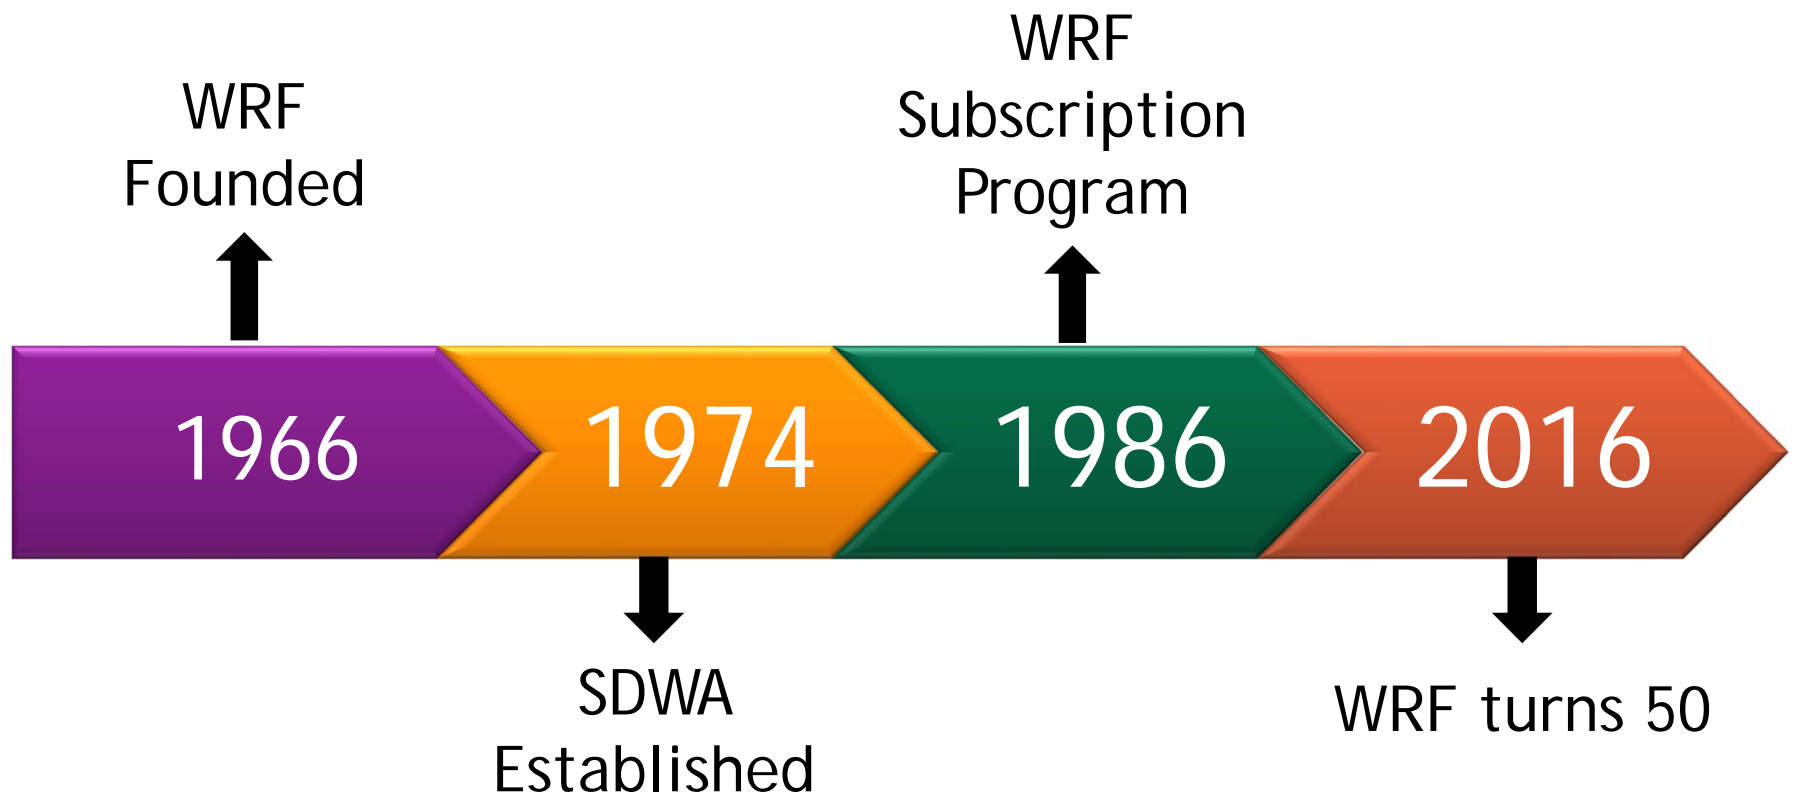 WRF
Founded
WRF
Subscription
Program
1966
1974
1986
2016
SDWA
Established
WRF turns 50